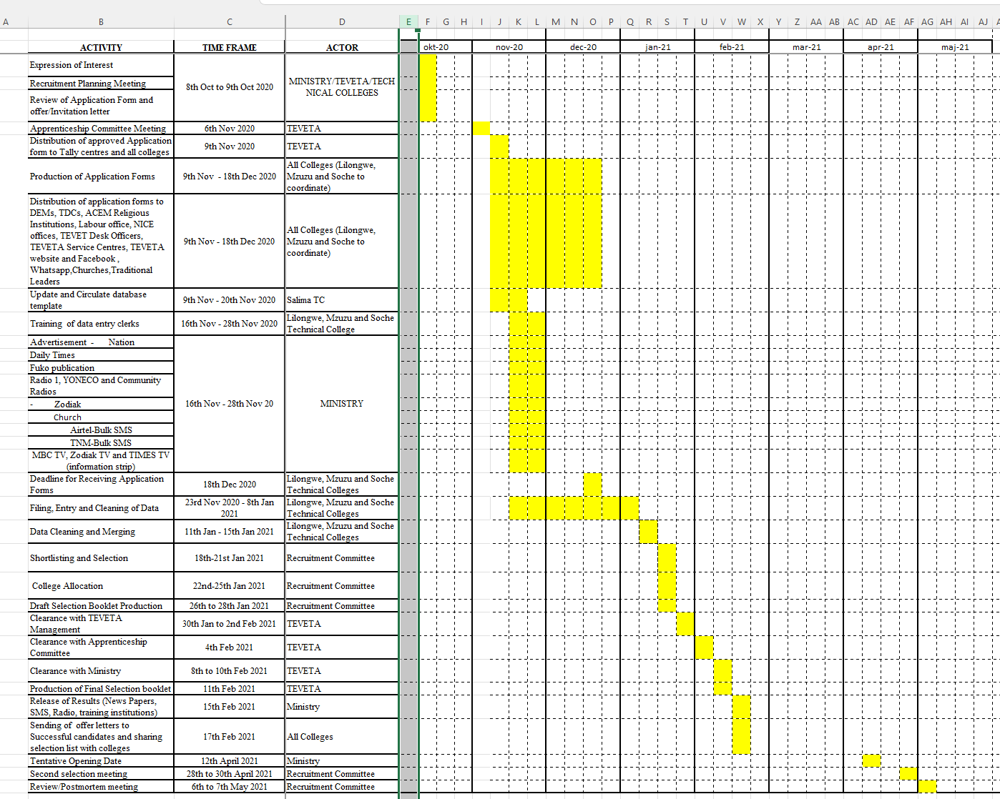 A B C D E F G H I J K L M N O P Q R S T U V W X Y Z AA AB AC AD AE AF AG AH AI AJ
ACTIVITY TIME FRAME ACTOR okt-20 nov-20 dec-20 jan-21 feb-21 mar-21 apr-21 maj-21
Expression of Interest
Recruitment Planning Meeting
Review of Application Form and
offer/Invitation letter
8th Oct to 9th Oct 2020
MINISTRY/TEVETA/TECH
NICAL COLLEGES
Apprenticeship Committee Meeting 6th Nov 2020 TEVETA
Distribution of approved Application
form to Tally centres and all colleges
9th Nov 2020
TEVETA
Production of Application Forms
9th Nov - 18th Dec 2020
All Colleges (Lilongwe,
Mzuzu and Soche to
coordinate)
Distribution of application forms to
DEMs, TDCs, ACEM Religious
Institutions, Labour office, NICE
offices, TEVET Desk Officers,
TEVETA Service Centres, TEVETA
website and Facebook ,
Whatsapp,Churches,Traditional
Leaders
9th Nov - 18th Dec 2020
All Colleges (Lilongwe,
Mzuzu and Soche to
coordinate)
Update and Circulate database
template
9th Nov - 20th Nov 2020
Salima TC
Training of data entry clerks
16th Nov - 28th Nov 2020
Lilongwe, Mzuzu and Soche
Technical College
Advertisement - Nation
Daily Times
Fuko publication
Radio 1, YONECO and Community
Radios
- Zodiak
Church
Airtel-Bulk SMS
TNM-Bulk SMS
MBC TV, Zodiak TV and TIMES TV
(information strip)
16th Nov - 28th Nov 20
MINISTRY
Deadline for Receiving Application
Forms
18th Dec 2020
Lilongwe, Mzuzu and Soche
Technical Colleges
Filing, Entry and Cleaning of Data
23rd Nov 2020 - 8th Jan
2021
Lilongwe, Mzuzu and Soche
Technical Colleges
Data Cleaning and Merging
11th Jan - 15th Jan 2021
Lilongwe, Mzuzu and Soche
Technical Colleges
Shortlisting and Selection 18th-21st Jan 2021 Recruitment Committee
College Allocation 22nd-25th Jan 2021 Recruitment Committee
Draft Selection Booklet Production 26th to 28th Jan 2021 Recruitment Committee
Clearance with TEVETA
Management
30th Jan to 2nd Feb 2021
TEVETA
Clearance with Apprenticeship
Committee
4th Feb 2021
TEVETA
Clearance with Ministry 8th to 10th Feb 2021 TEVETA
Production of Final Selection booklet 11th Feb 2021 TEVETA
Release of Results (News Papers,
SMS, Radio, training institutions)
15th Feb 2021
Ministry
Sending of offer letters to
Successful candidates and sharing
selection list with colleges
17th Feb 2021
All Colleges
Tentative Opening Date 12th April 2021 Ministry
Second selection meeting 28th to 30th April 2021 Recruitment Committee
Review/Postmortem meeting 6th to 7th May 2021 Recruitment Committee